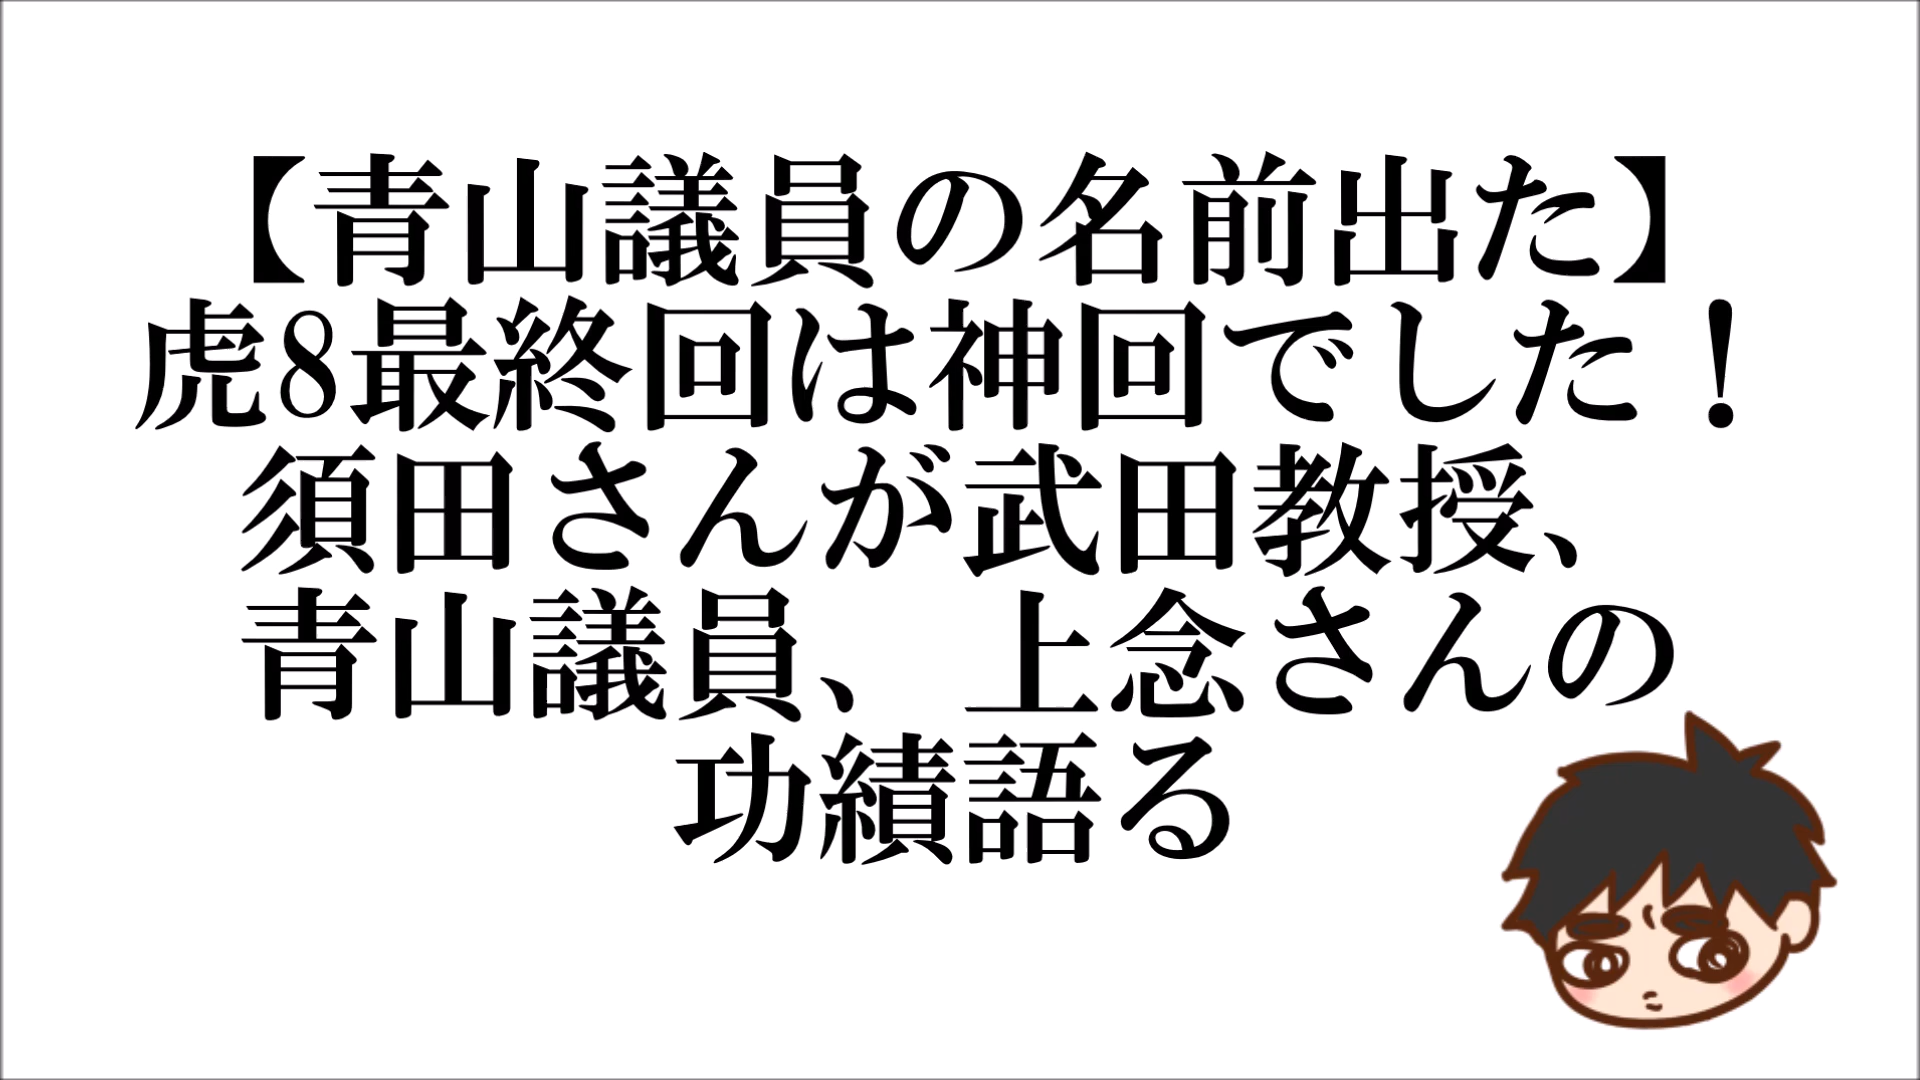 【青山議員の名前出た】
虎8最終回は神回でした！
須田さんが武田教授、
青山議員、上念さんの
功績語る